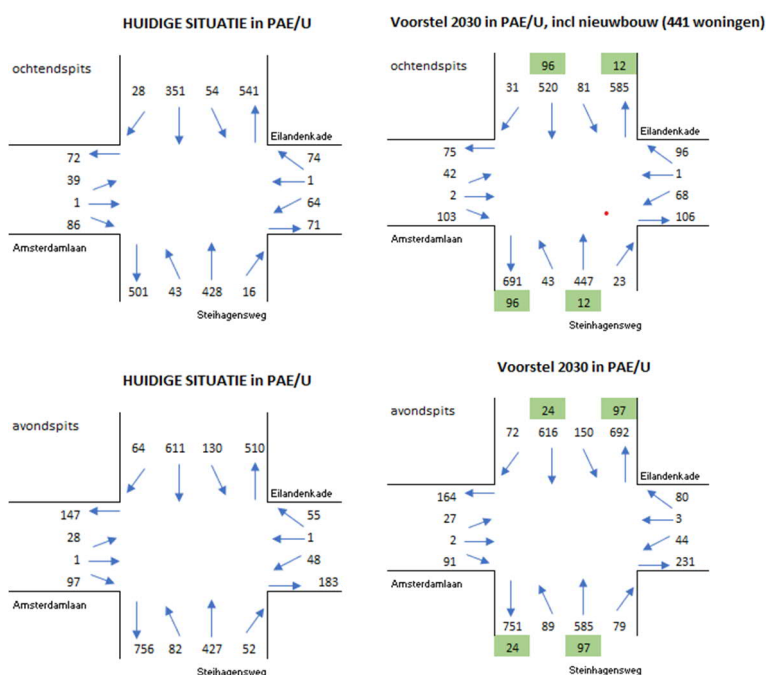 HUIDIGE SITUATIE in PAE/U
ochtendspits
28 351 54 541
Eilandenkade
72 74
39 1
1 64
86 71
Amsterdamlaan
501 43 428 16
Steihagensweg
Voorstel 2030 in PAE/U, incl nieuwbouw (441 woningen)
96 12
ochtendspits
31 520 81 585
Eilandenkade
75 96
42 1
2 68
103 106
Amsterdamlaan
691 43 447 23
96 12
Steinhagensweg
HUIDIGE SITUATIE in PAE/U
avondspits
64 611 130 510
Eilandenkade
147 55
28 1
1 48
97 183
Amsterdamlaan
756 82 427 52
Steihagensweg
Voorstel 2030 in PAE/U
avondspits
24 97
72 616 150 692
Eilandenkade
164 80
27 3
2 44
91 231
Amsterdamlaan
751 89 585 79
24 97
Steinhagensweg